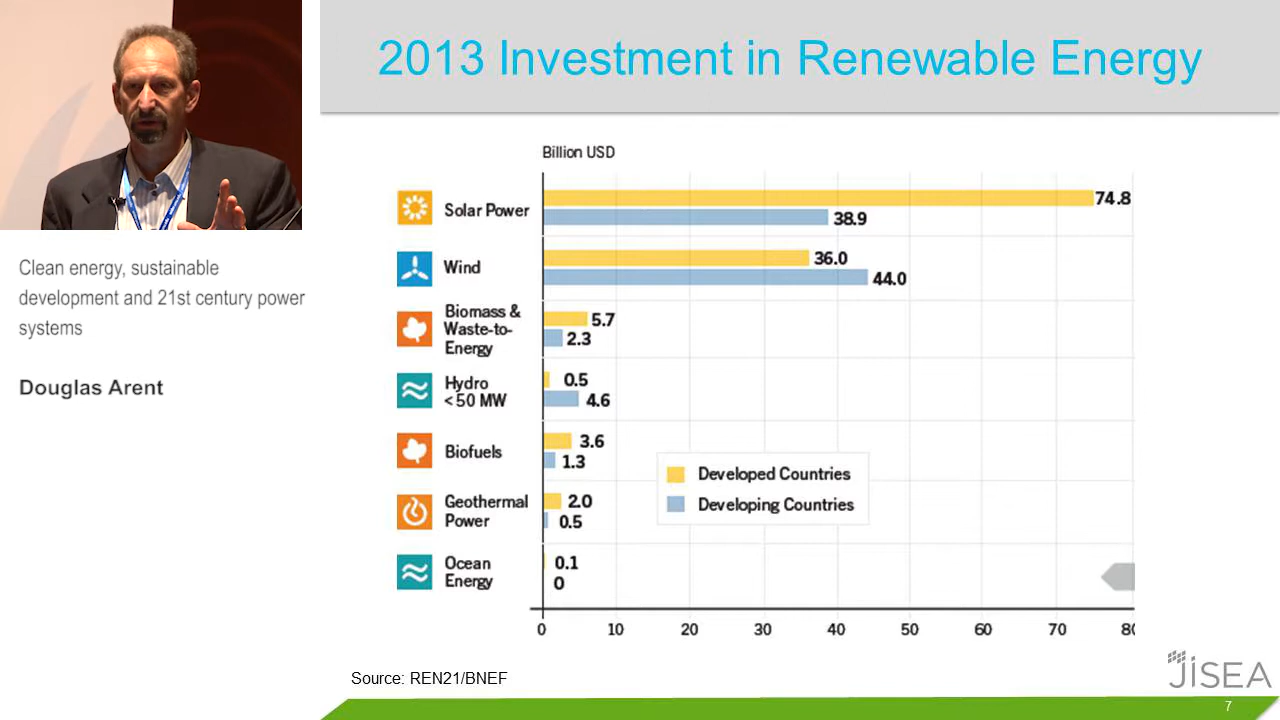 2013 Investment in Renewable Energy
Clean energy, sustainable
development and 21st century power
systems
Douglas Arent
Billion USD
Solar Power
74.8
38.9
Wind
36.0
44.0
Biomass &
Waste-to-
Energy
5.7
2.3
Hydro
< 50 MW
0.5
4.6
Biofuels
3.6
1.3
Geothermal
Power
2.0
0.5
Ocean
Energy
0.1
0
Developed Countries
Developing Countries
0 10 20 30 40 50 60 70 80
Source: REN21/BNEF
JISEA
7